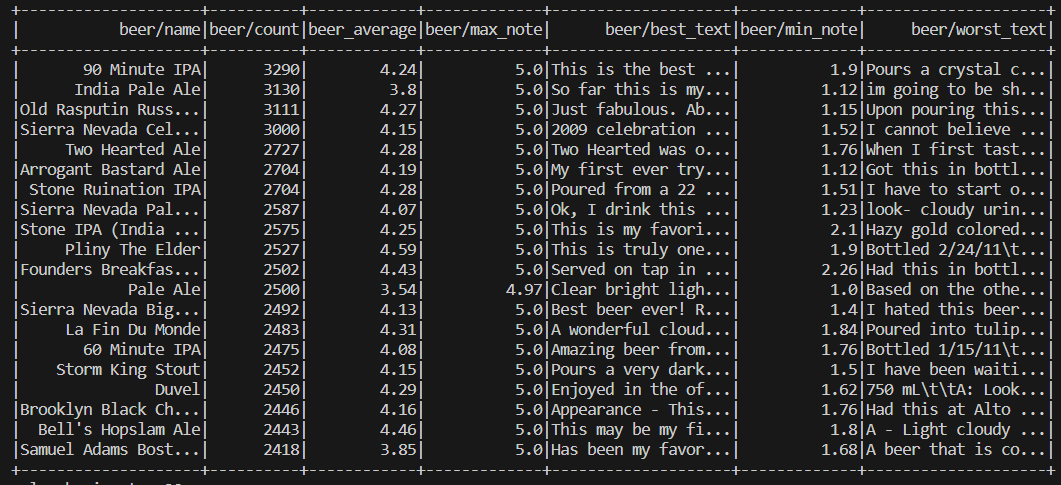 +--------------------+----------+------------+-------------+--------------------+-------------+--------------------+
|           beer/name|beer/count|beer_average|beer/max_note|      beer/best_text|beer/min_note|     beer/worst_text|
+--------------------+----------+------------+-------------+--------------------+-------------+--------------------+
|       90 Minute IPA|      3290|        4.24|          5.0|This is the best ...|          1.9|Pours a crystal c...|
|      India Pale Ale|      3130|         3.8|          5.0|So far this is my...|         1.12|im going to be sh...|
|Old Rasputin Russ...|      3111|        4.27|          5.0|Just fabulous. Ab...|         1.15|Upon pouring this...|
|Sierra Nevada Cel...|      3000|        4.15|          5.0|2009 celebration ...|         1.52|I cannot believe ...|
|      Two Hearted Ale|      2727|        4.28|          5.0|Two Hearted was o...|         1.76|When I first tast...|
|Arrogant Bastard Ale|      2704|        4.19|          5.0|My first ever try...|         1.12|Got this in bottl...|
|  Stone Ruination IPA|      2704|        4.28|          5.0|Poured from a 22 ...|         1.51|I have to start o...|
|Sierra Nevada Pal...|      2587|        4.07|          5.0|Ok, I drink this ...|         1.23|look- cloudy urin...|
|Stone IPA (India ...|      2575|        4.25|          5.0|This is my favori...|          2.1|Hazy gold colored...|
|     Pliny The Elder|      2527|        4.59|          5.0|This is truly one...|          1.9|Bottled 2/24/11\t...|
|Founders Breakfas...|      2502|        4.43|          5.0|Served on tap in ...|         2.26|Had this in bottl...|
|            Pale Ale|      2500|        3.54|         4.97|Clear bright ligh...|          1.0|Based on the othe...|
|Sierra Nevada Big...|      2492|        4.13|          5.0|Best beer ever! R...|          1.4|I hated this beer...|
|     La Fin Du Monde|      2483|        4.31|          5.0|A wonderful cloud...|         1.84|Poured into tulip...|
|       60 Minute IPA|      2475|        4.08|          5.0|Amazing beer from...|         1.76|Bottled 1/15/11\t...|
|    Storm King Stout|      2452|        4.15|          5.0|Pours a very dark...|          1.5|I have been waiti...|
|               Duvel|      2450|        4.29|          5.0|Enjoyed in the of...|         1.62|750 mL\t\tA: Look...|
|Brooklyn Black Ch...|      2446|        4.16|          5.0|Appearance - This...|         1.76|Had this at Alto ...|
|  Bell's Hopslam Ale|      2443|        4.46|          5.0|This may be my fi...|          1.8|A - Light cloudy ...|
|Samuel Adams Bost...|      2418|        3.85|          5.0|Has been my favor...|         1.68|A beer that is co...|
+--------------------+----------+------------+-------------+--------------------+-------------+--------------------+